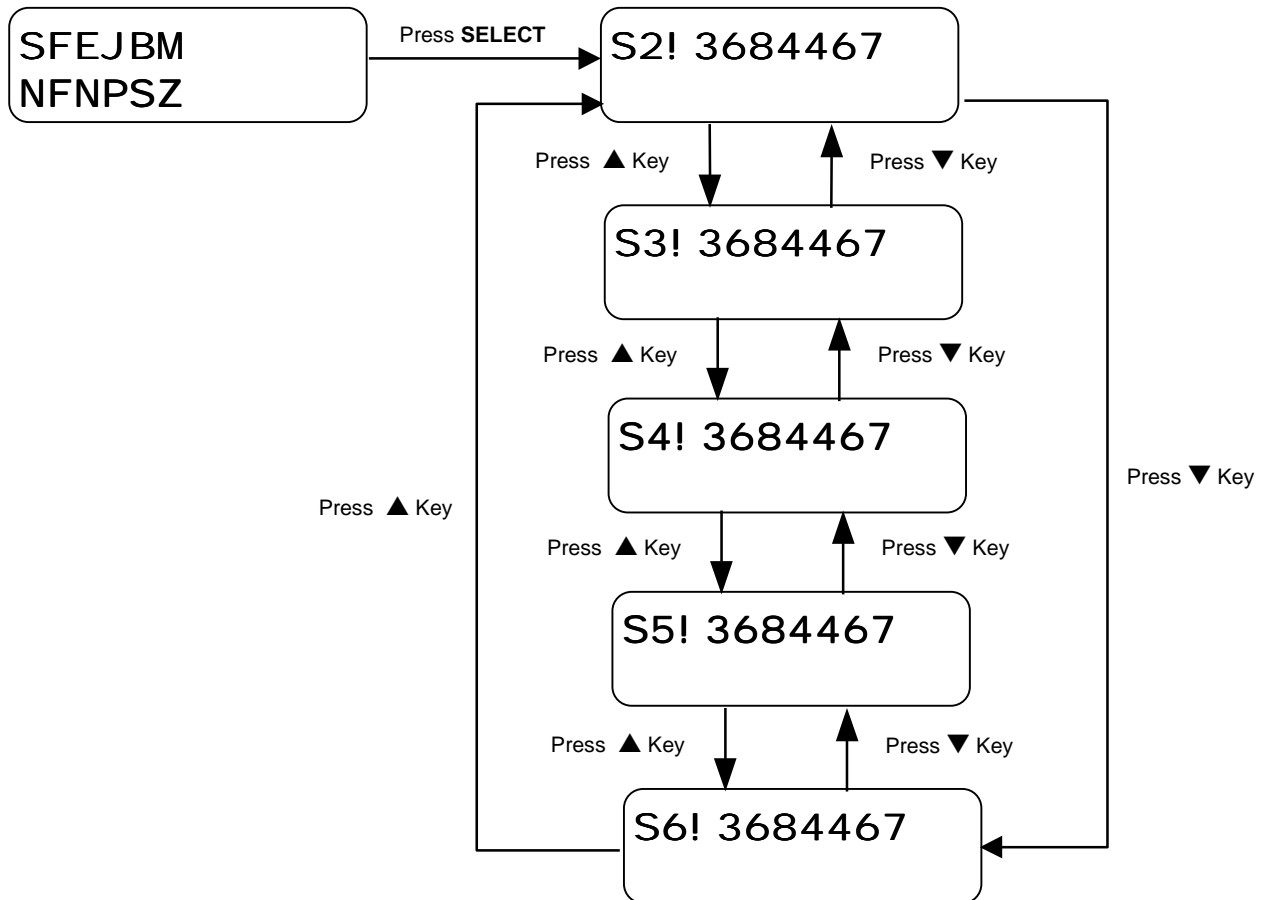 SFEJBM
NFNPSZ
Press SELECT
S2! 3684467
Press ▲ Key
Press ▼ Key
S3! 3684467
Press ▲ Key
Press ▼ Key
S4! 3684467
Press ▲ Key
Press ▼ Key
Press ▲ Key
Press ▼ Key
S5! 3684467
Press ▲ Key
Press ▼ Key
S6! 3684467